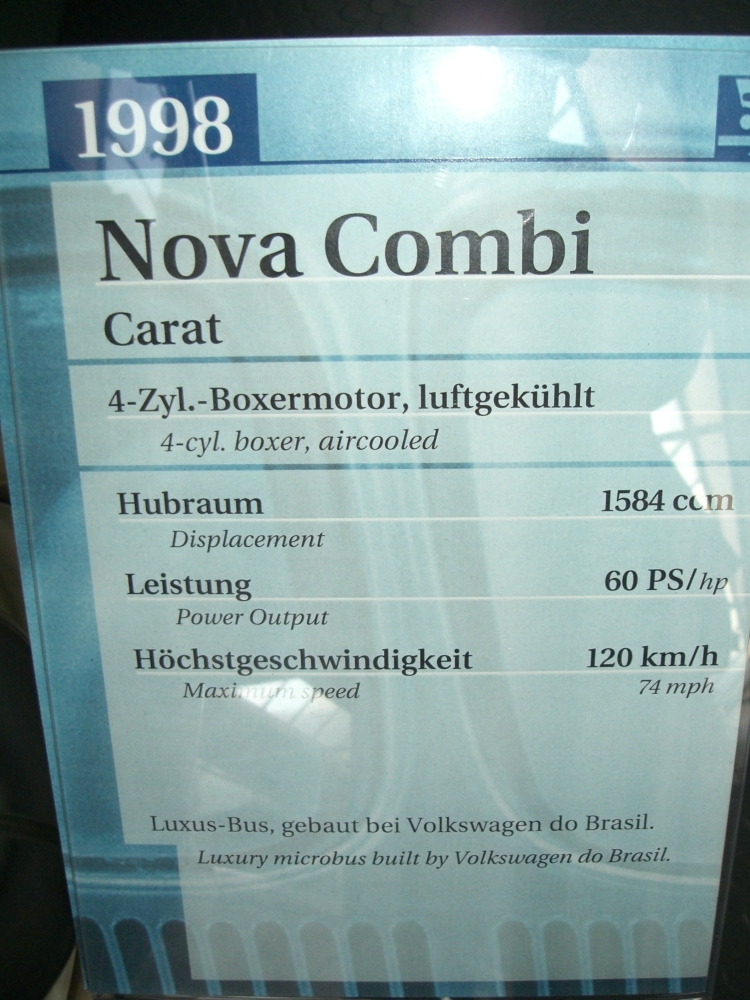 1998
Nova Combi
Carat
4-Zyl.-Boxermotor, luftgekühlt
4-cyl. boxer, aircooled
Hubraum 1584 ccm
Displacement
Leistung 60 PS/hp
Power Output
Höchstgeschwindigkeit 120 km/h
Maximum speed 74 mph
Luxus-Bus, gebaut bei Volkswagen do Brasil.
Luxury microbus built by Volkswagen do Brasil.